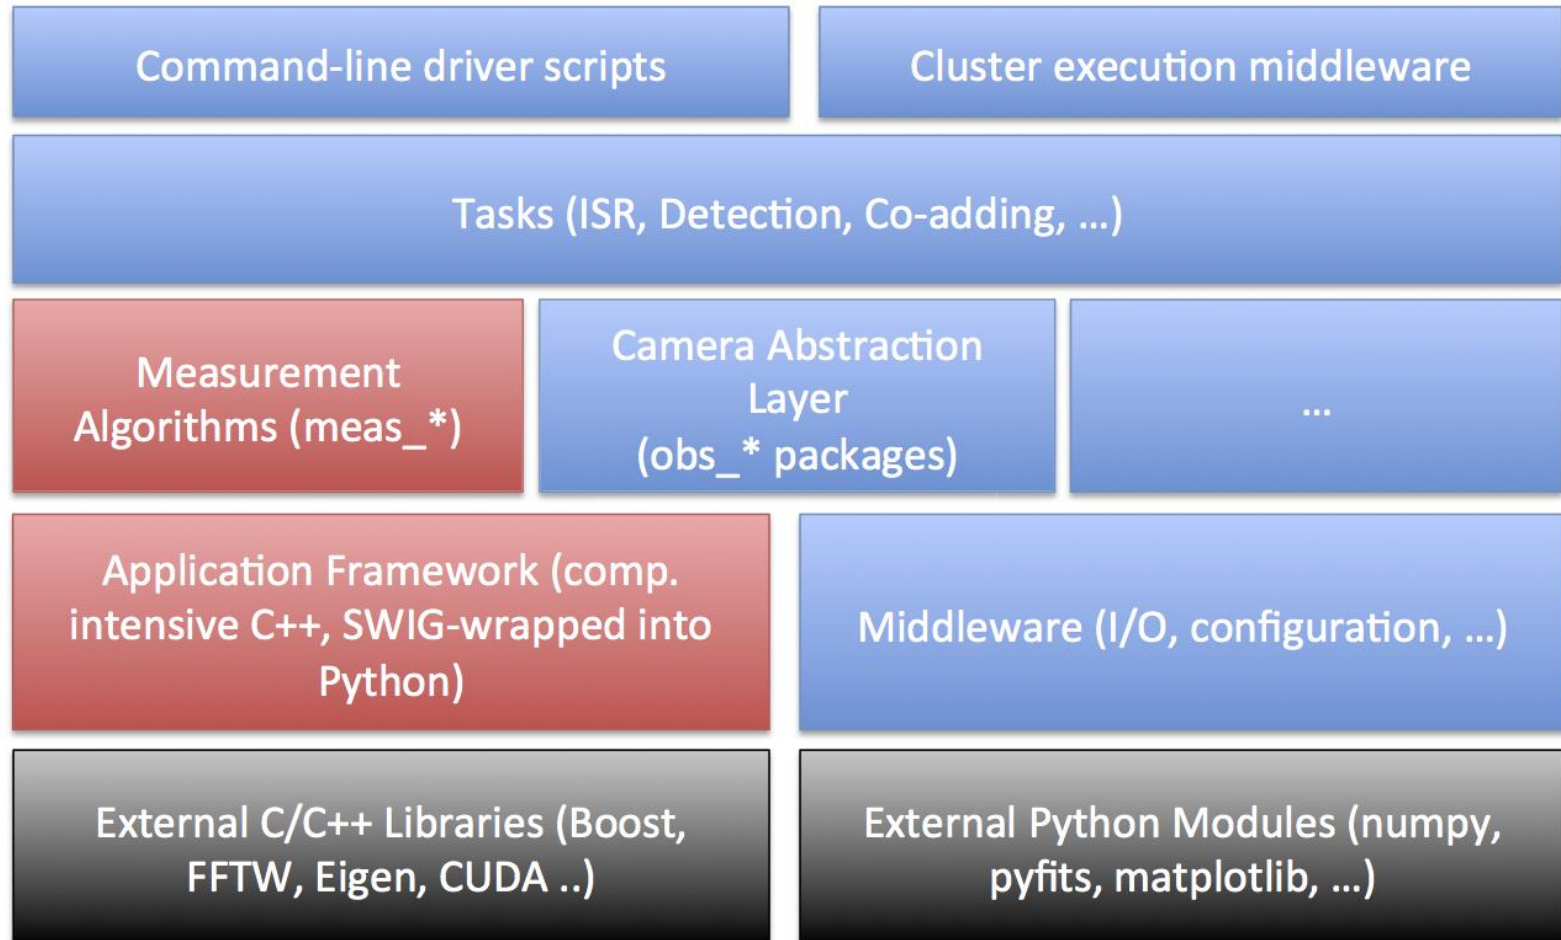 Command-line driver scripts
Cluster execution middleware
Tasks (ISR, Detection, Co-adding, ...)
Measurement
Algorithms (meas_*)
Camera Abstraction
Layer
(obs_* packages)
...
Application Framework (comp.
intensive C++, SWIG-wrapped into
Python)
Middleware (I/O, configuration, ...)
External C/C++ Libraries (Boost,
FFTW, Eigen, CUDA ..)
External Python Modules (numpy,
pyfits, matplotlib, ...)